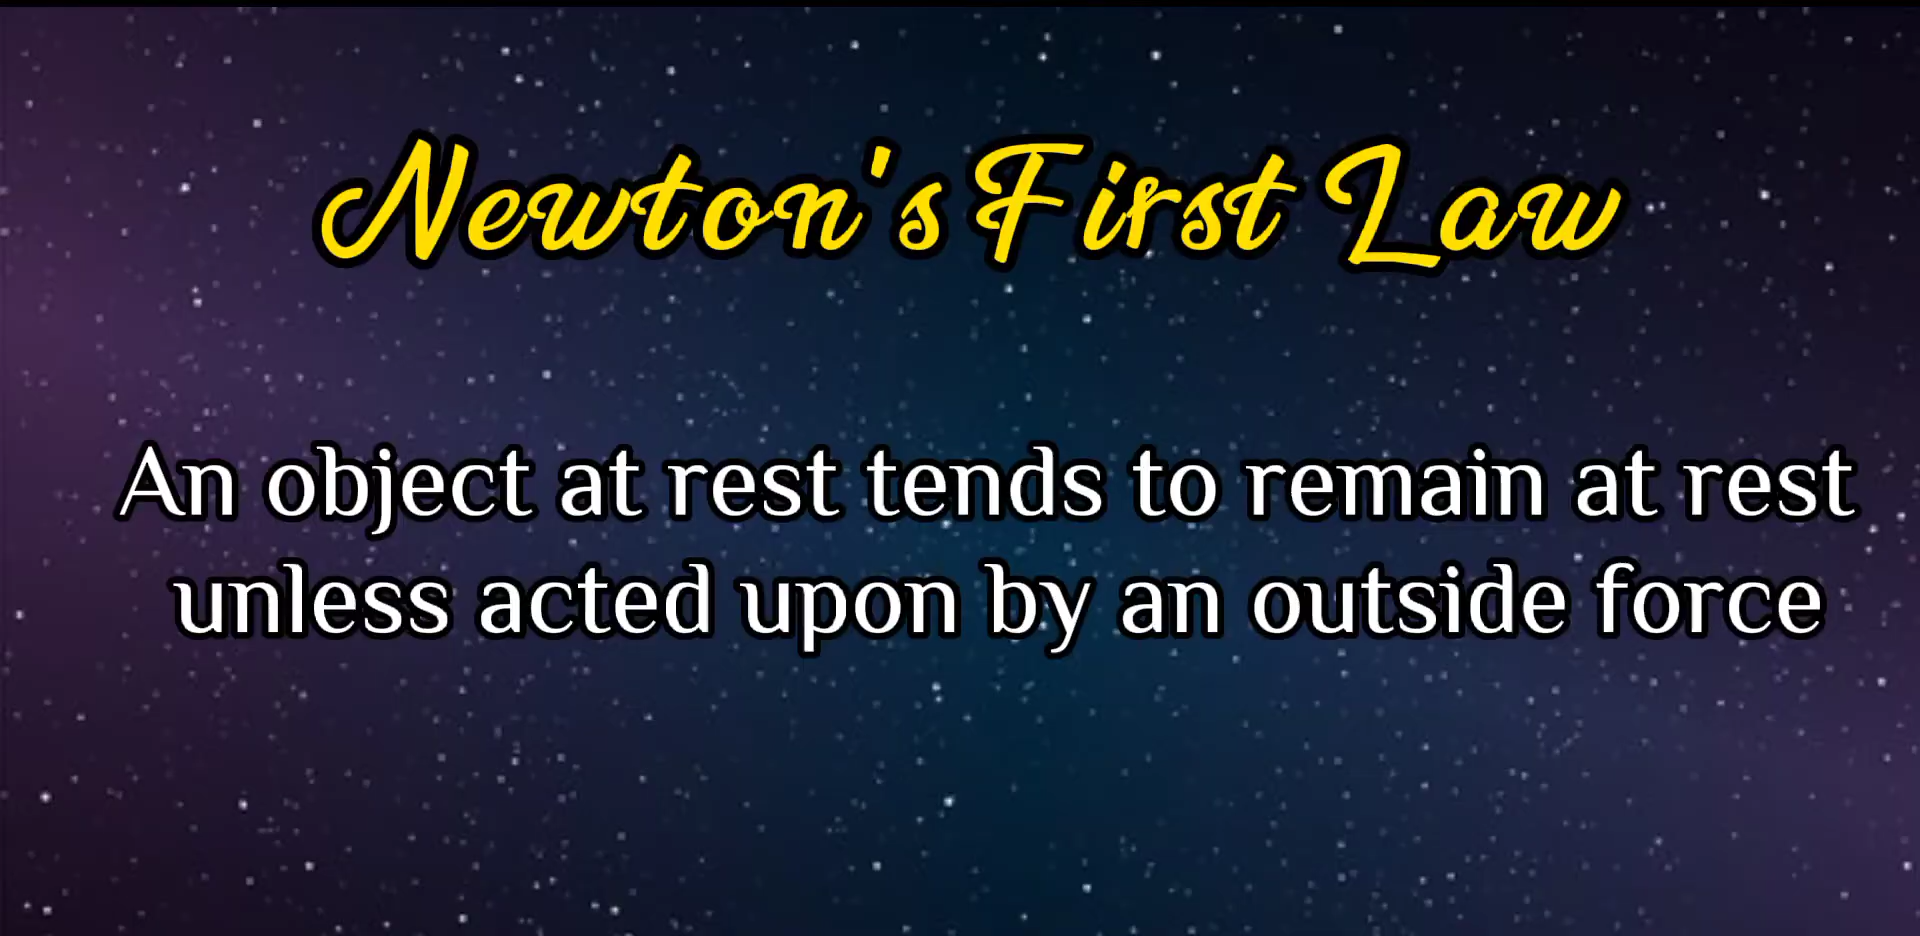 Newton's First Law
An object at rest tends to remain at rest
unless acted upon by an outside force